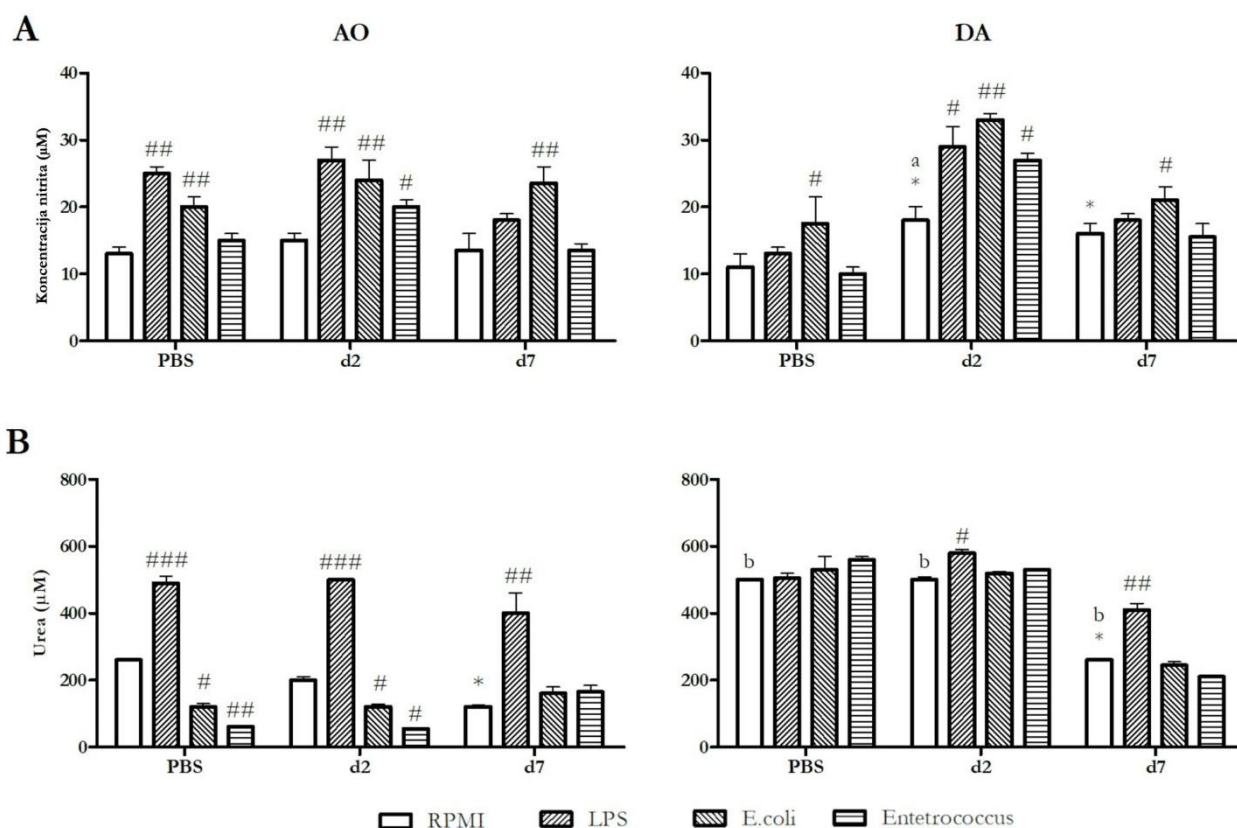 A
AO
DA
Koncentracija nitrita (µM)
40
30
20
10
0
## ## ## ## # ##
PBS d2 d7
40
30
20
10
0
# a * # ## # * #
PBS d2 d7
B
Urea (µM)
800
600
400
200
0
### # ## ### # # * ##
PBS d2 d7
800
600
400
200
0
b b # b * ##
PBS d2 d7
RPMI LPS E.coli Entetrococcus